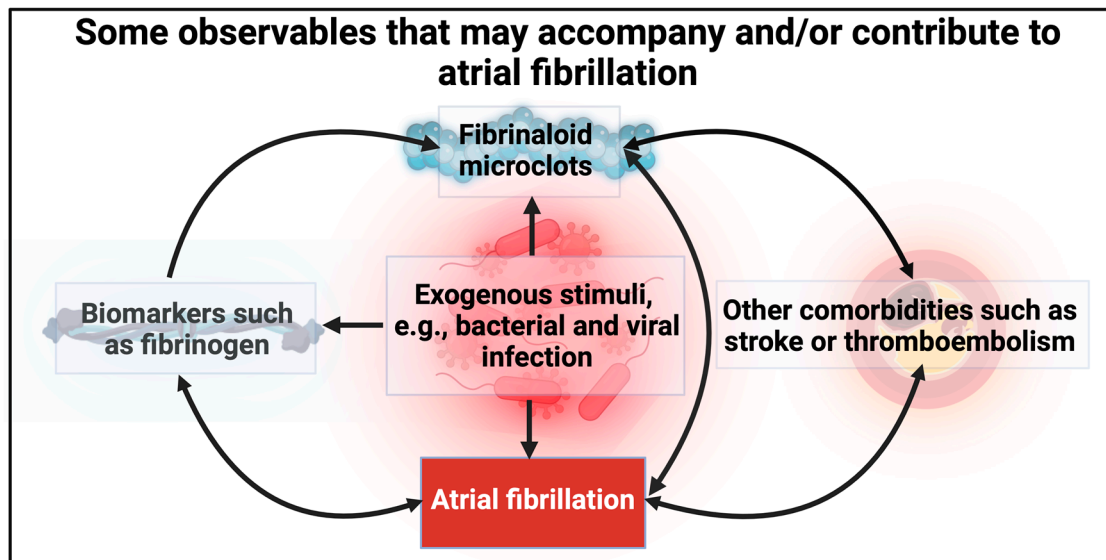 Some observables that may accompany and/or contribute to
atrial fibrillation
Fibrinaloid
microclots
Biomarkers such
as fibrinogen
Exogenous stimuli,
e.g., bacterial and viral
infection
Other comorbidities such as
stroke or thromboembolism
Atrial fibrillation